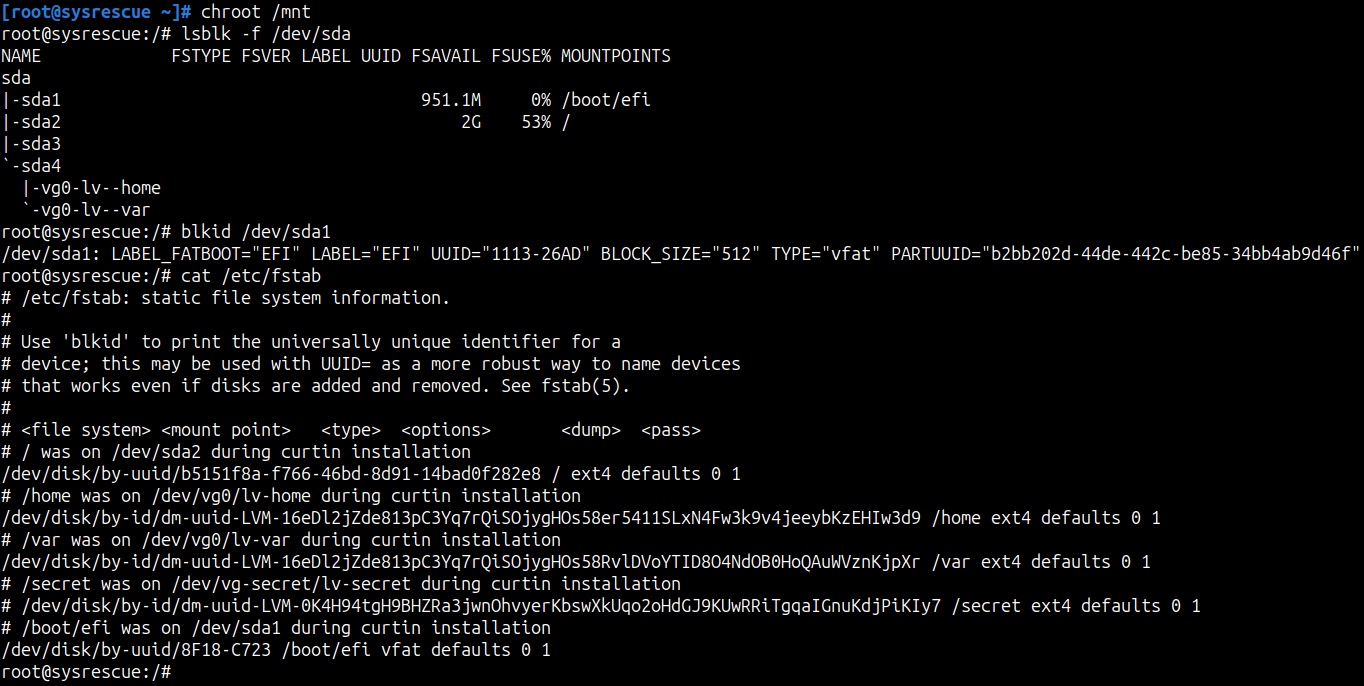 [root@sysrescue ~]# chroot /mnt
root@sysrescue:/# lsblk -f /dev/sda
NAME             FSTYPE FSVER LABEL UUID FSAVAIL FSUSE% MOUNTPOINTS
sda
|-sda1                                    951.1M     0% /boot/efi
|-sda2                                        2G    53% /
|-sda3
`-sda4
  |-vg0-lv--home
  `-vg0-lv--var
root@sysrescue:/# blkid /dev/sda1
/dev/sda1: LABEL_FATBOOT="EFI" LABEL="EFI" UUID="1113-26AD" BLOCK_SIZE="512" TYPE="vfat" PARTUUID="b2bb202d-44de-442c-be85-34bb4ab9d46f"
root@sysrescue:/# cat /etc/fstab
# /etc/fstab: static file system information.
#
# Use 'blkid' to print the universally unique identifier for a
# device; this may be used with UUID= as a more robust way to name devices
# that works even if disks are added and removed. See fstab(5).
#
# <file system> <mount point>   <type>  <options>       <dump>  <pass>
# / was on /dev/sda2 during curtin installation
/dev/disk/by-uuid/b5151f8a-f766-46bd-8d91-14bad0f282e8 / ext4 defaults 0 1
# /home was on /dev/vg0/lv-home during curtin installation
/dev/disk/by-id/dm-uuid-LVM-16eDl2jZde813pC3Yq7rQiSOjygHOs58er5411SLxN4Fw3k9v4jeeybKzEHIw3d9 /home ext4 defaults 0 1
# /var was on /dev/vg0/lv-var during curtin installation
/dev/disk/by-id/dm-uuid-LVM-16eDl2jZde813pC3Yq7rQiSOjygHOs58RvlDVoYTID8O4NdOB0HoQAuWVznKjpXr /var ext4 defaults 0 1
# /secret was on /dev/vg-secret/lv-secret during curtin installation
# /dev/disk/by-id/dm-uuid-LVM-0K4H94tgH9BHZRa3jwnOhvyerKbswXkUqo2oHdGJ9KUwRRiTgqaIGnuKdjPiKIy7 /secret ext4 defaults 0 1
# /boot/efi was on /dev/sda1 during curtin installation
/dev/disk/by-uuid/8F18-C723 /boot/efi vfat defaults 0 1
root@sysrescue:/#